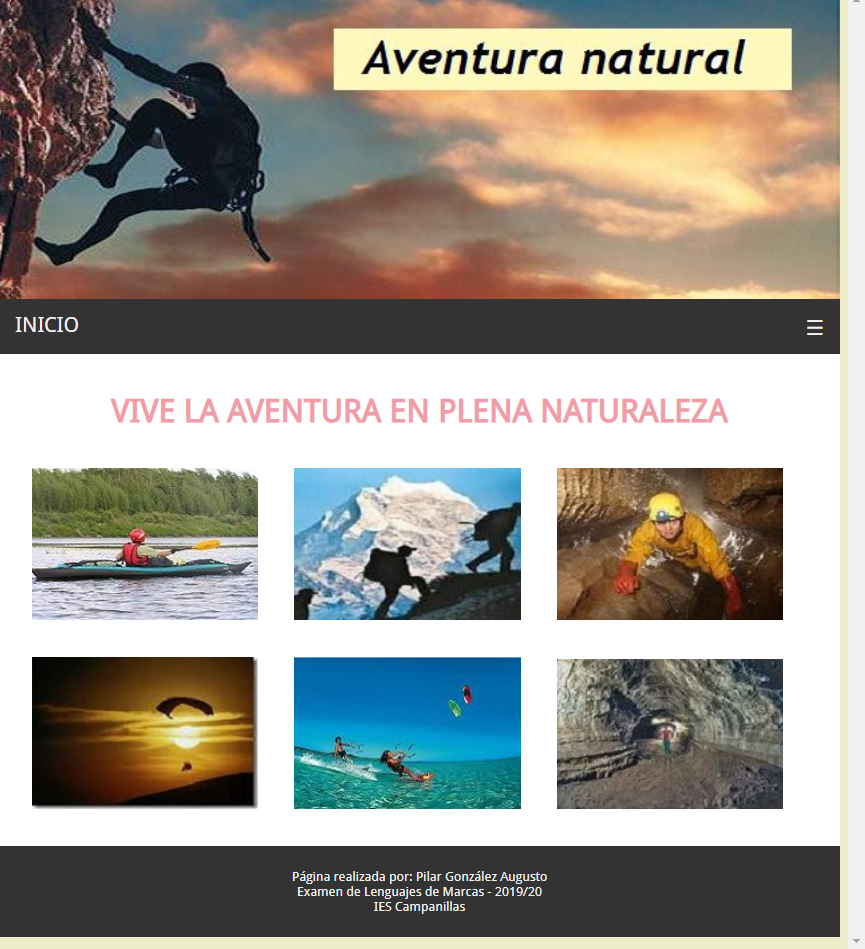 Aventura natural
INICIO ☰
VIVE LA AVENTURA EN PLENA NATURALEZA
Página realizada por: Pilar González Augusto
Examen de Lenguajes de Marcas - 2019/20
IES Campanillas